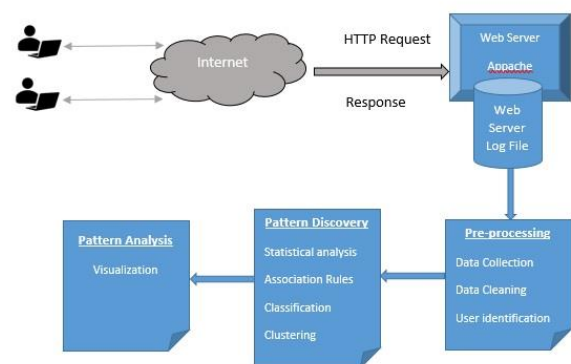 Internet
HTTP Request
Response
Web Server
Appache
Web
Server
Log File
Pre-processing
Data Collection
Data Cleaning
User identification
Pattern Discovery
Statistical analysis
Association Rules
Classification
Clustering
Pattern Analysis
Visualization